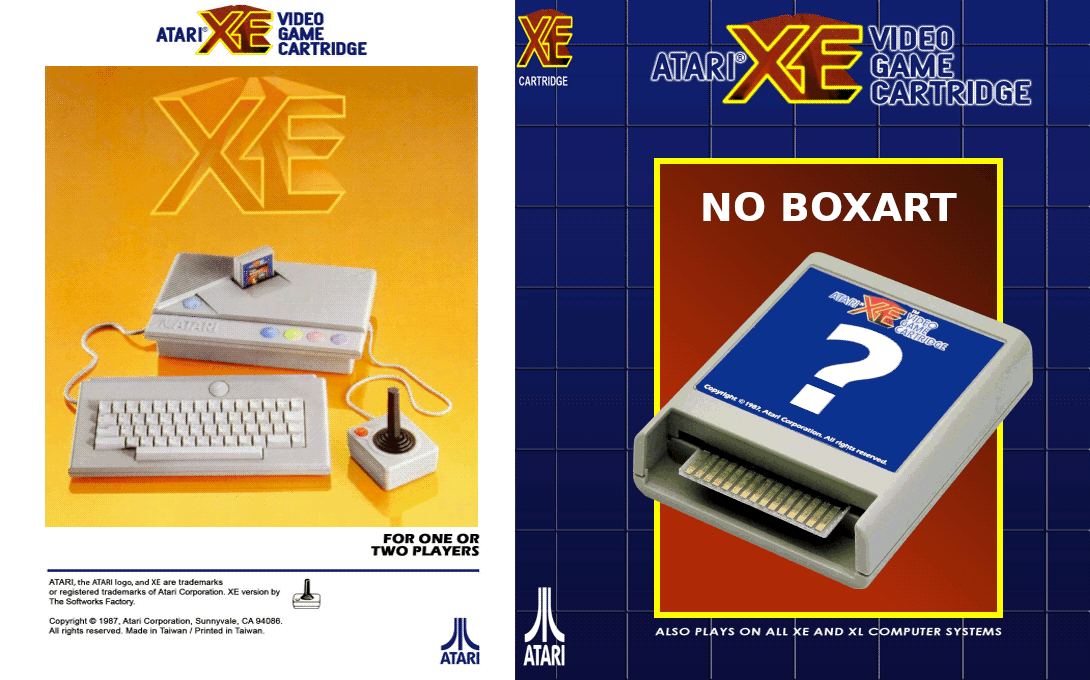 ATARI® XE VIDEO
GAME
CARTRIDGE
XE
ATARI
FOR ONE OR
TWO PLAYERS
ATARI, the ATARI logo, and XE are trademarks
or registered trademarks of Atari Corporation. XE version by
The Softworks Factory.
Copyright © 1987, Atari Corporation, Sunnyvale, CA 94086.
All rights reserved. Made in Taiwan / Printed in Taiwan.
ATARI
XE
CARTRIDGE
ATARI
ATARI® XE VIDEO
GAME
CARTRIDGE
NO BOXART
ATARI® XE™ VIDEO
GAME
CARTRIDGE
?
Copyright © 1987, Atari Corporation. All rights reserved.
ALSO PLAYS ON ALL XE AND XL COMPUTER SYSTEMS